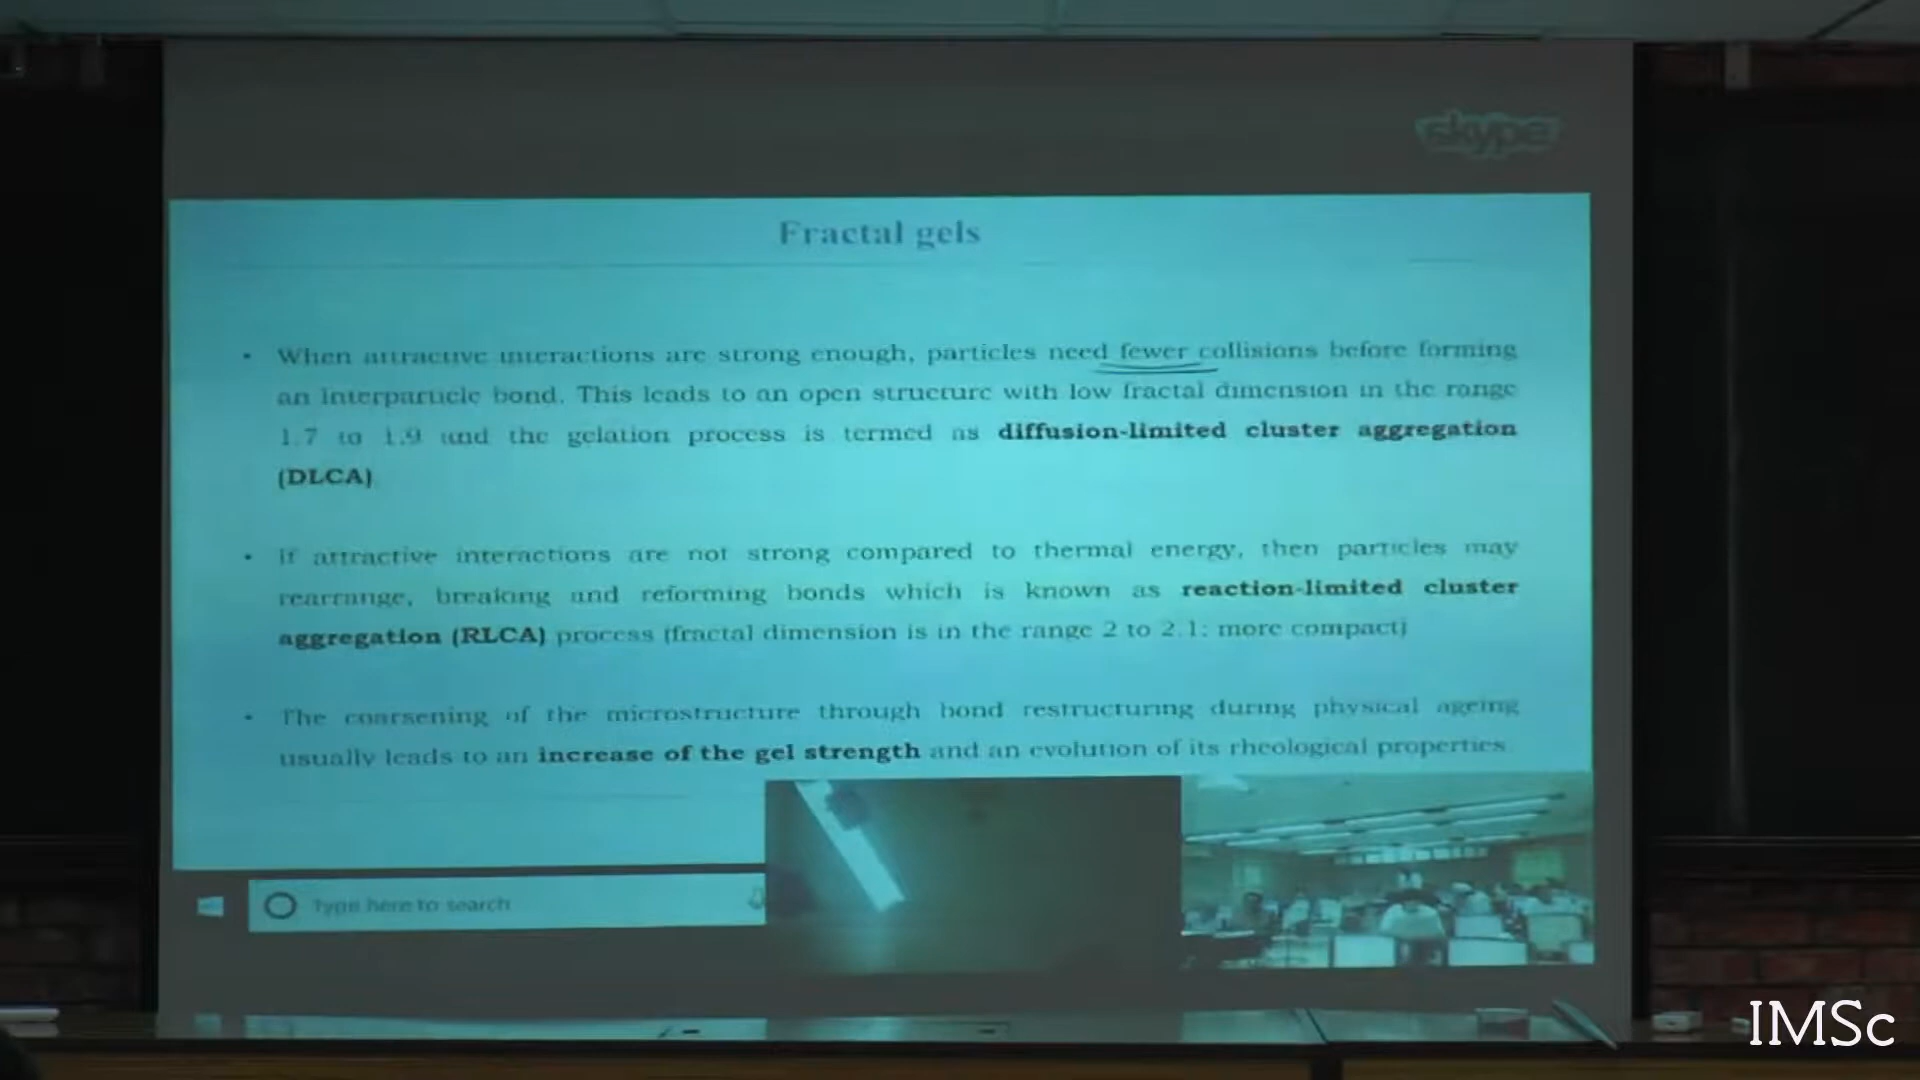 skype
Fractal gels
• When attractive interactions are strong enough, particles need fewer collisions before forming
an interparticle bond. This leads to an open structure with low fractal dimension in the range
1.7 to 1.9 and the gelation process is termed as diffusion-limited cluster aggregation
(DLCA)
• If attractive interactions are not strong compared to thermal energy, then particles may
rearrange, breaking and reforming bonds which is known as reaction-limited cluster
aggregation (RLCA) process (fractal dimension is in the range 2 to 2.1: more compact)
• The coarsening of the microstructure through bond restructuring during physical ageing
usually leads to an increase of the gel strength and an evolution of its rheological properties
Type here to search
IMSc